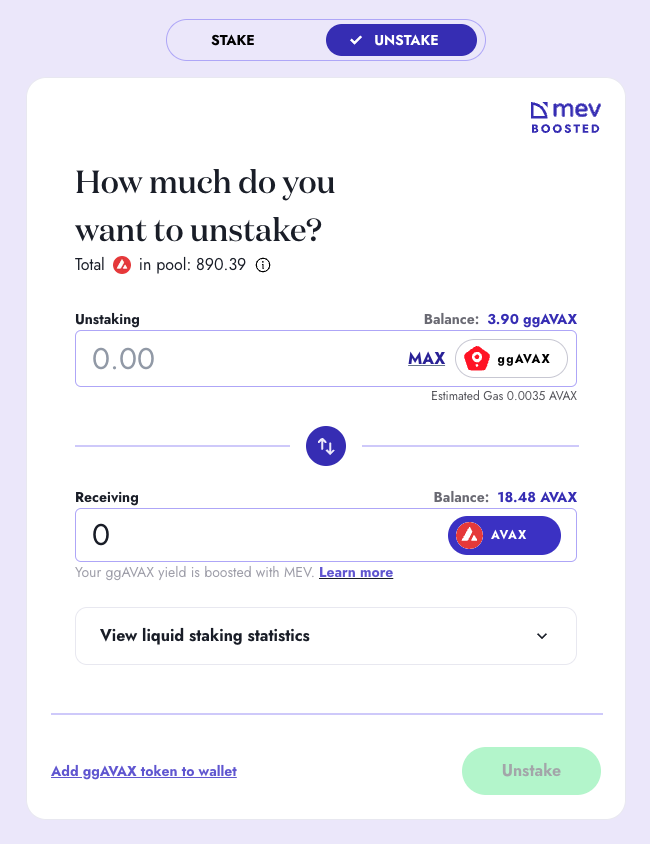 STAKE
UNSTAKE
mev
BOOSTED
How much do you
want to unstake?
Total in pool: 890.39
Unstaking
Balance: 3.90 ggAVAX
0.00
MAX
ggAVAX
Estimated Gas 0.0035 AVAX
Receiving
Balance: 18.48 AVAX
0
AVAX
Your ggAVAX yield is boosted with MEV. Learn more
View liquid staking statistics
Add ggAVAX token to wallet
Unstake